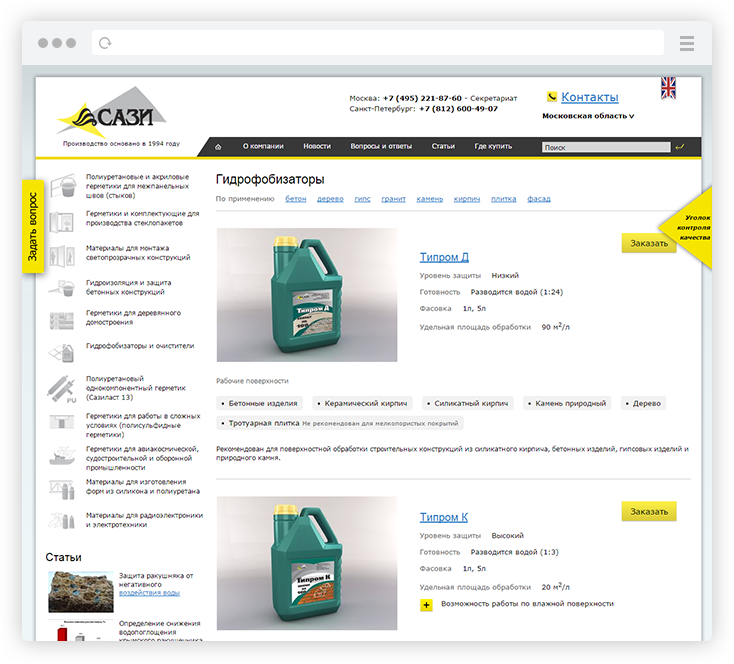 САЗИ
Производство основано в 1994 году
Москва: +7 (495) 221-87-60 - Секретариат
Санкт-Петербург: +7 (812) 600-49-07
Контакты
Московская область
О компании
Новости
Вопросы и ответы
Статьи
Где купить
Поиск
Задать вопрос
Полиуретановые и акриловые
герметики для межпанельных
швов (стыков)
Герметики и комплектующие для
производства стеклопакетов
Материалы для монтажа
светопрозрачных конструкций
Гидроизоляция и защита
бетонных конструкций
Герметики для деревянного
домостроения
Гидрофобизаторы и очистители
PU
Полиуретановый
однокомпонентный герметик
(Сазиласт 13)
Герметики для работы в сложных
условиях (полисульфидные
герметики)
Герметики для авиакосмической,
судостроительной и оборонной
промышленности
Материалы для изготовления
форм из силикона и полиуретана
Материалы для радиоэлектроники
и электротехники
Статьи
Защита ракушняка от
негативного
воздействия воды
Определение снижения
водопоглощения
крымского ракушечника
Гидрофобизаторы
По применению бетон дерево гипс гранит камень кирпич плитка фасад
Уголок
контроля
качества
Типром Д
Типром Д
Заказать
Уровень защиты Низкий
Готовность Разводится водой (1:24)
Фасовка 1л, 5л
Удельная площадь обработки 90 м²/л
Рабочие поверхности
• Бетонные изделия • Керамический кирпич • Силикатный кирпич • Камень природный • Дерево
• Тротуарная плитка Не рекомендован для мелкопористых покрытий
Рекомендован для поверхностной обработки строительных конструкций из силикатного кирпича, бетонных изделий, гипсовых изделий и
природного камня.
Типром К
Типром К
Заказать
Уровень защиты Высокий
Готовность Разводится водой (1:3)
Фасовка 1л, 5л
Удельная площадь обработки 20 м²/л
+ Возможность работы по влажной поверхности